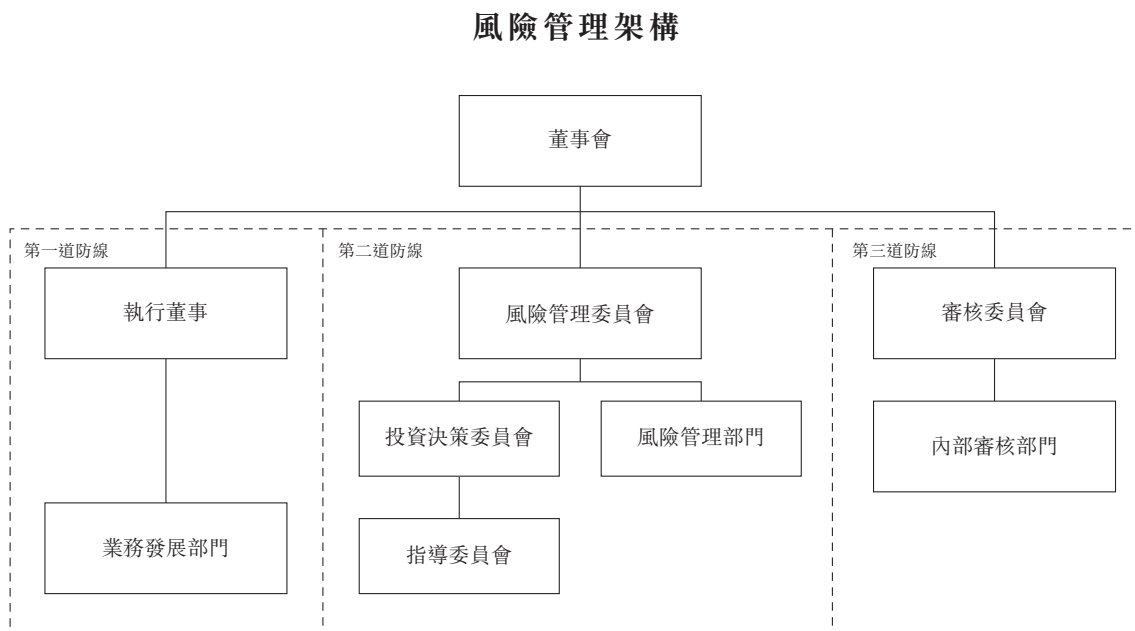 風險管理架構
董事會
第一道防線
第二道防線
第三道防線
執行董事
風險管理委員會
審核委員會
投資決策委員會
風險管理部門
內部審核部門
業務發展部門
指導委員會